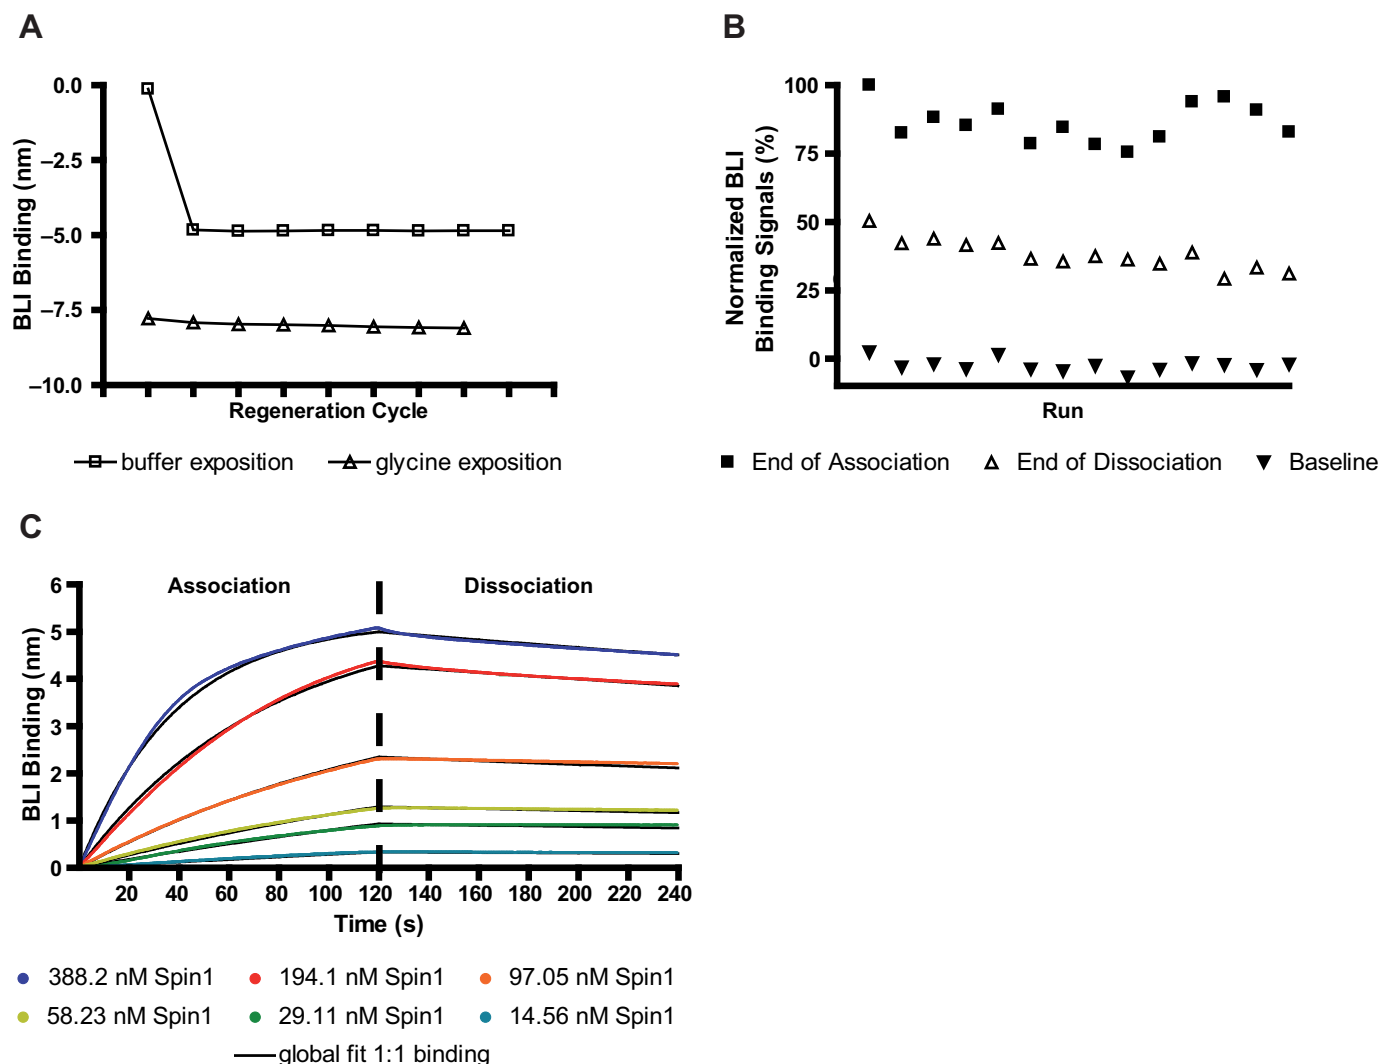 A
B
0.0
−2.5
−5.0
−7.5
−10.0
BLI Binding (nm)
Regeneration Cycle
buffer exposition
glycine exposition
100
75
50
25
0
Normalized BLI
Binding Signals (%)
Run
End of Association
End of Dissociation
Baseline
C
6
5
4
3
2
1
0
BLI Binding (nm)
Association
Dissociation
20 40 60 80 100 120 140 160 180 200 220 240
Time (s)
388.2 nM Spin1
194.1 nM Spin1
97.05 nM Spin1
58.23 nM Spin1
29.11 nM Spin1
14.56 nM Spin1
global fit 1:1 binding